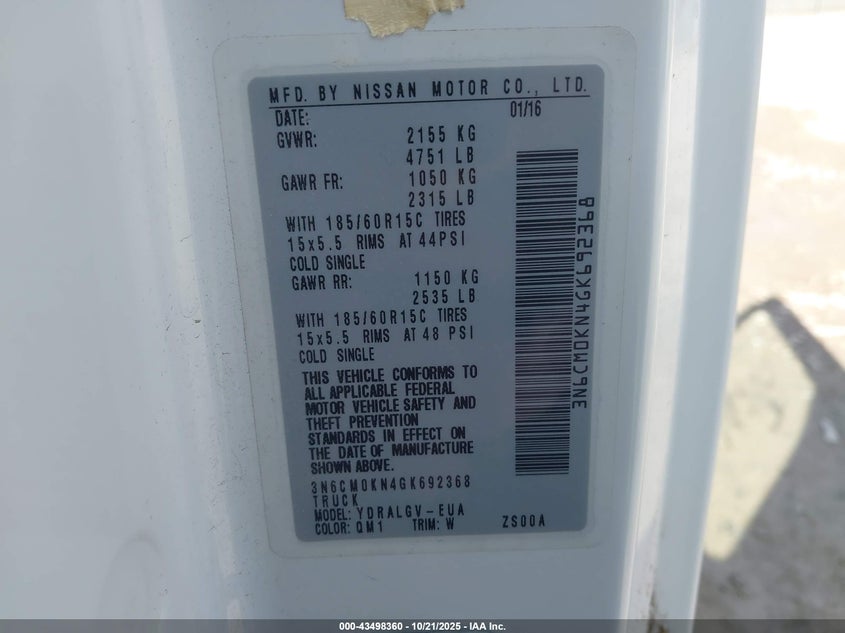 MFD. BY NISSAN MOTOR CO., LTD.
DATE: 01/16
GVWR: 2155 KG
4751 LB
GAWR FR: 1050 KG
2315 LB
WITH 185/60R15C TIRES
15x5.5 RIMS AT 44PSI
COLD SINGLE
GAWR RR: 1150 KG
2535 LB
WITH 185/60R15C TIRES
15x5.5 RIMS AT 48 PSI
COLD SINGLE
THIS VEHICLE CONFORMS TO
ALL APPLICABLE FEDERAL
MOTOR VEHICLE SAFETY AND
THEFT PREVENTION
STANDARDS IN EFFECT ON
THE DATE OF MANUFACTURE
SHOWN ABOVE.
3N6CM0KN4GK692368
TRUCK
MODEL: YDRALGV-EUA
COLOR: QM1 TRIM: W ZS00A
3N6CM0KN4GK692368
000-43498360 • 10/21/2025 • IAA Inc.